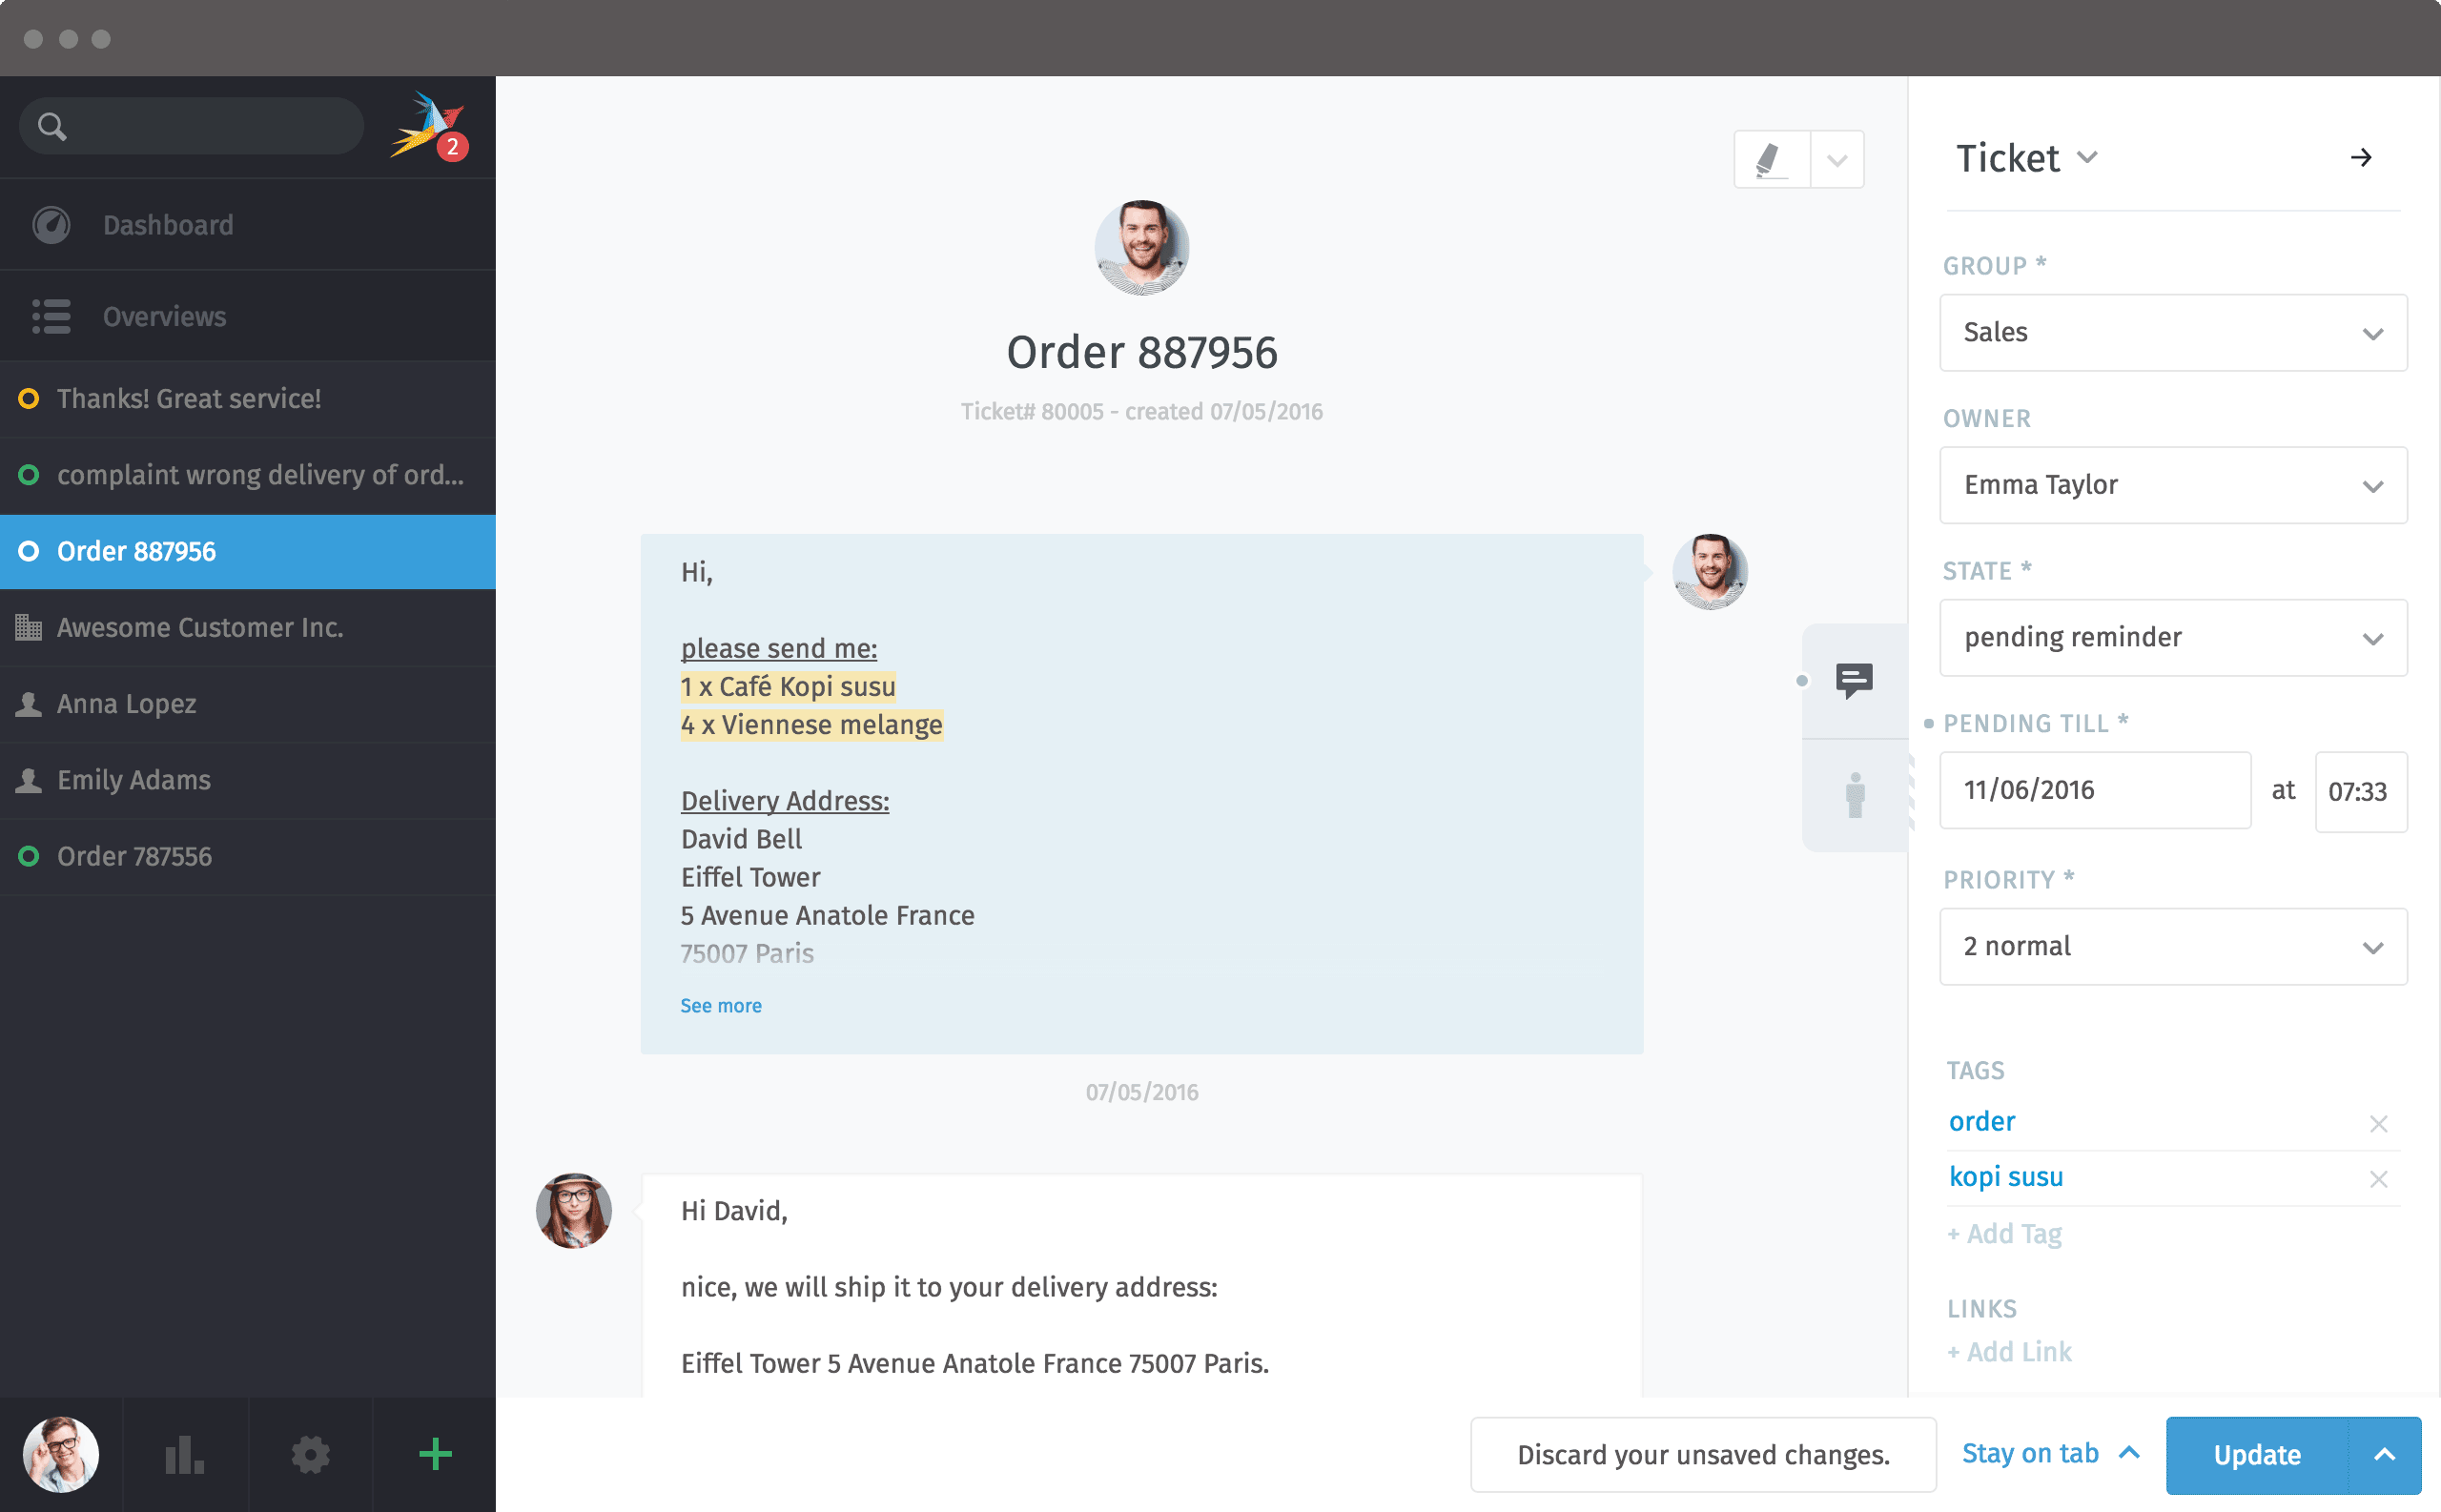 2
Dashboard
Overviews
Thanks! Great service!
complaint wrong delivery of ord...
Order 887956
Awesome Customer Inc.
Anna Lopez
Emily Adams
Order 787556
Order 887956
Ticket# 80005 - created 07/05/2016
Hi,
please send me:
1 x Café Kopi susu
4 x Viennese melange
Delivery Address:
David Bell
Eiffel Tower
5 Avenue Anatole France
75007 Paris
See more
07/05/2016
Hi David,
nice, we will ship it to your delivery address:
Eiffel Tower 5 Avenue Anatole France 75007 Paris.
Ticket
GROUP *
Sales
OWNER
Emma Taylor
STATE *
pending reminder
PENDING TILL *
11/06/2016 at 07:33
PRIORITY *
2 normal
TAGS
order
kopi susu
+ Add Tag
LINKS
+ Add Link
Discard your unsaved changes. Stay on tab Update